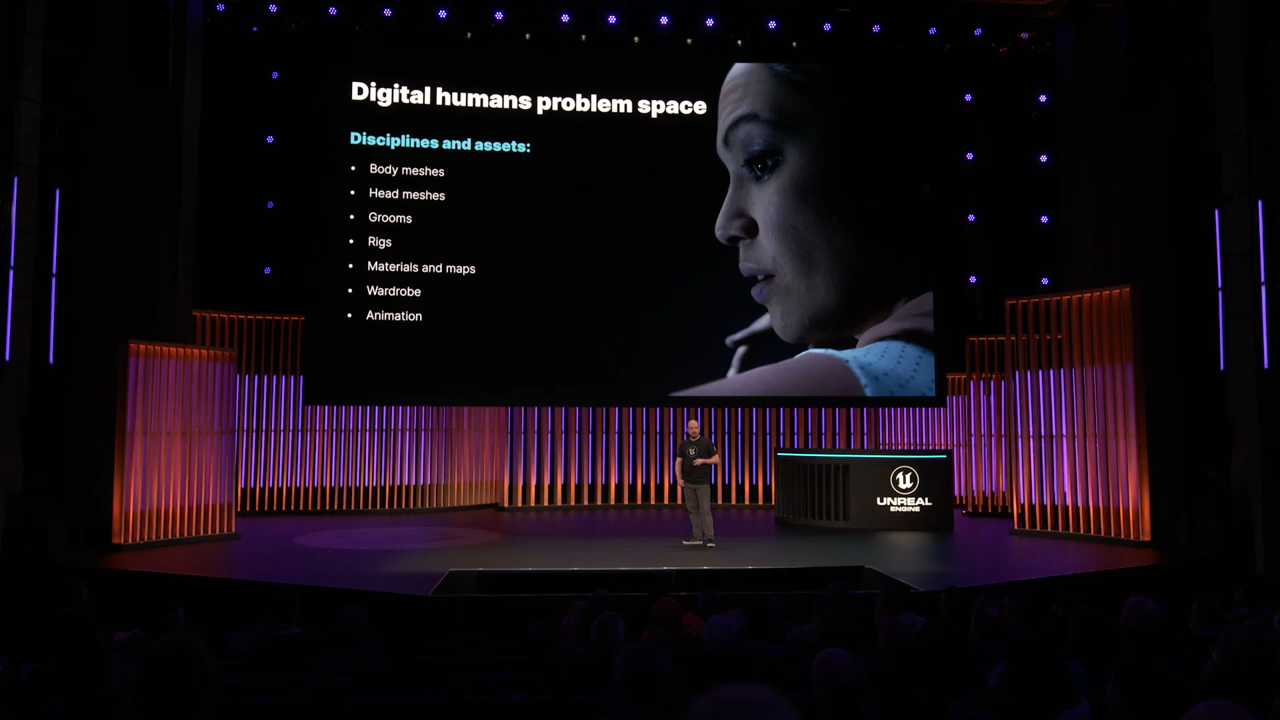 Digital humans problem space
Disciplines and assets:
• Body meshes
• Head meshes
• Grooms
• Rigs
• Materials and maps
• Wardrobe
• Animation
UNREAL
ENGINE